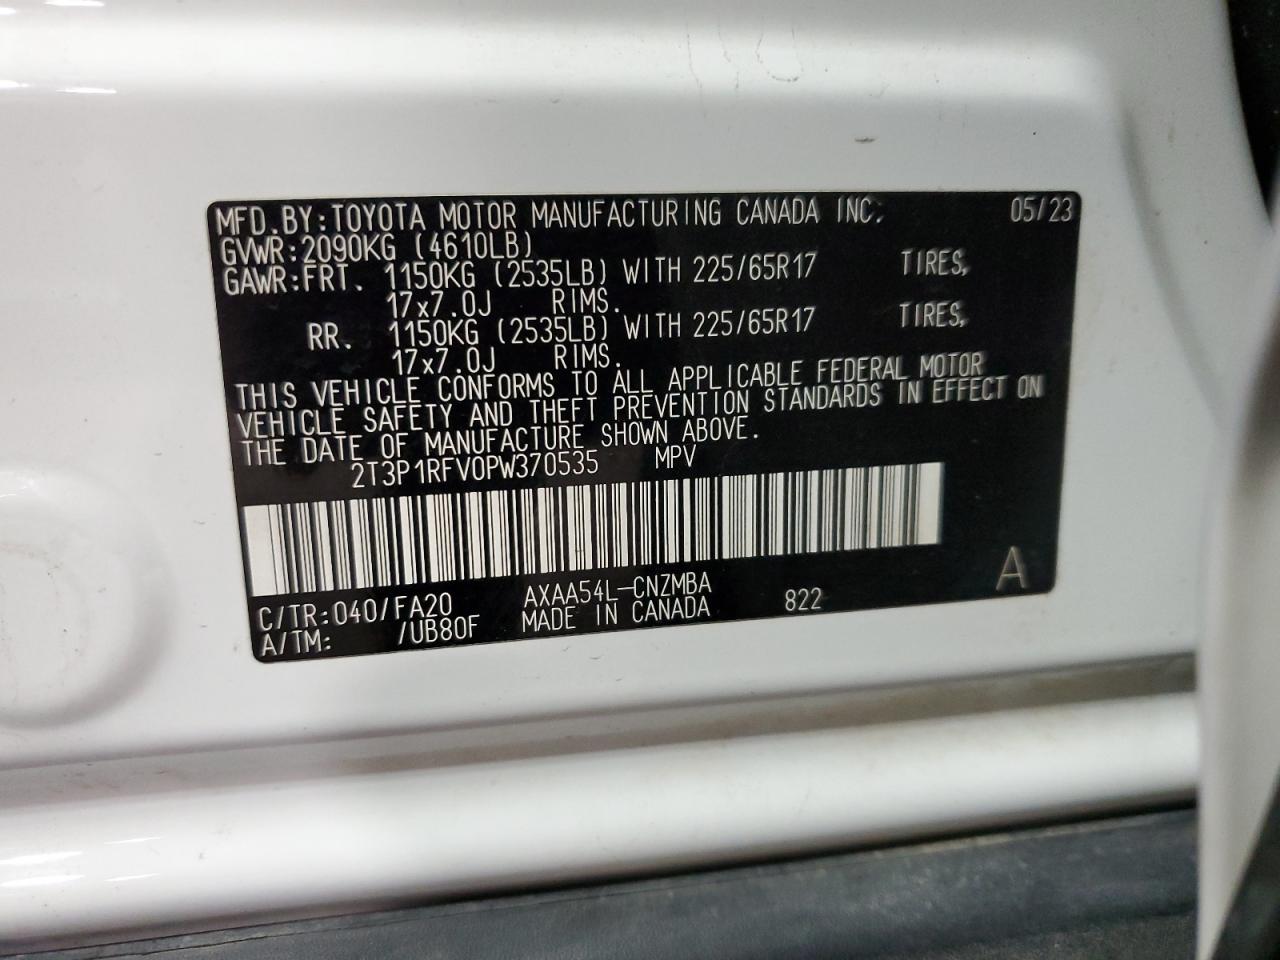 MFD.BY:TOYOTA MOTOR MANUFACTURING CANADA INC. 05/23
GVWR:2090KG (4610LB)
GAWR:FRT. 1150KG (2535LB) WITH 225/65R17 TIRES,
17x7.0J RIMS.
RR. 1150KG (2535LB) WITH 225/65R17 TIRES,
17x7.0J RIMS.
THIS VEHICLE CONFORMS TO ALL APPLICABLE FEDERAL MOTOR
VEHICLE SAFETY AND THEFT PREVENTION STANDARDS IN EFFECT ON
THE DATE OF MANUFACTURE SHOWN ABOVE.
2T3P1RFV0PW370535 MPV
C/TR:040/FA20 AXAA54L-CNZMBA 822 A
A/TM: /UB80F MADE IN CANADA